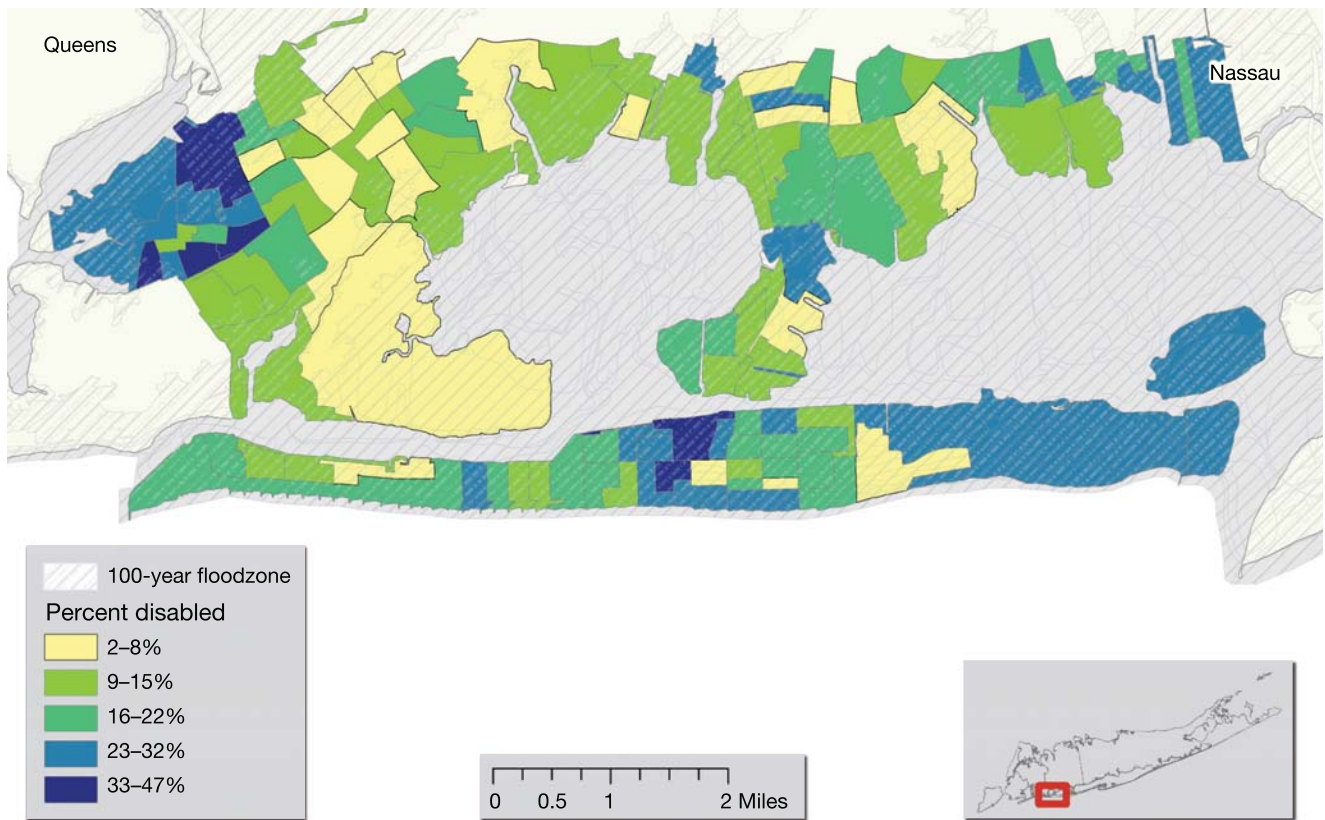 Queens
Nassau
100-year floodzone
Percent disabled
2–8%
9–15%
16–22%
23–32%
33–47%
0 0.5 1 2 Miles